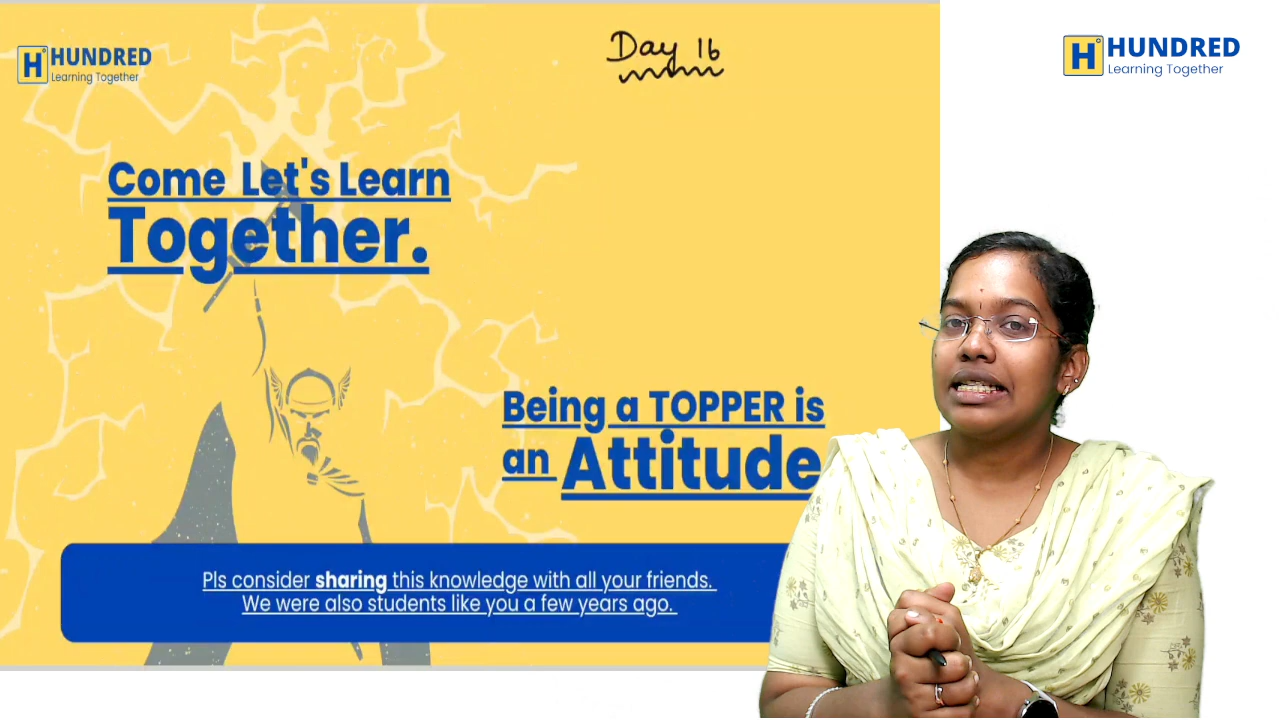 Day 16
H° HUNDRED
Learning Together
H° HUNDRED
Learning Together
Come Let's Learn
Together.
Being a TOPPER is
an Attitude
Pls consider sharing this knowledge with all your friends.
We were also students like you a few years ago.